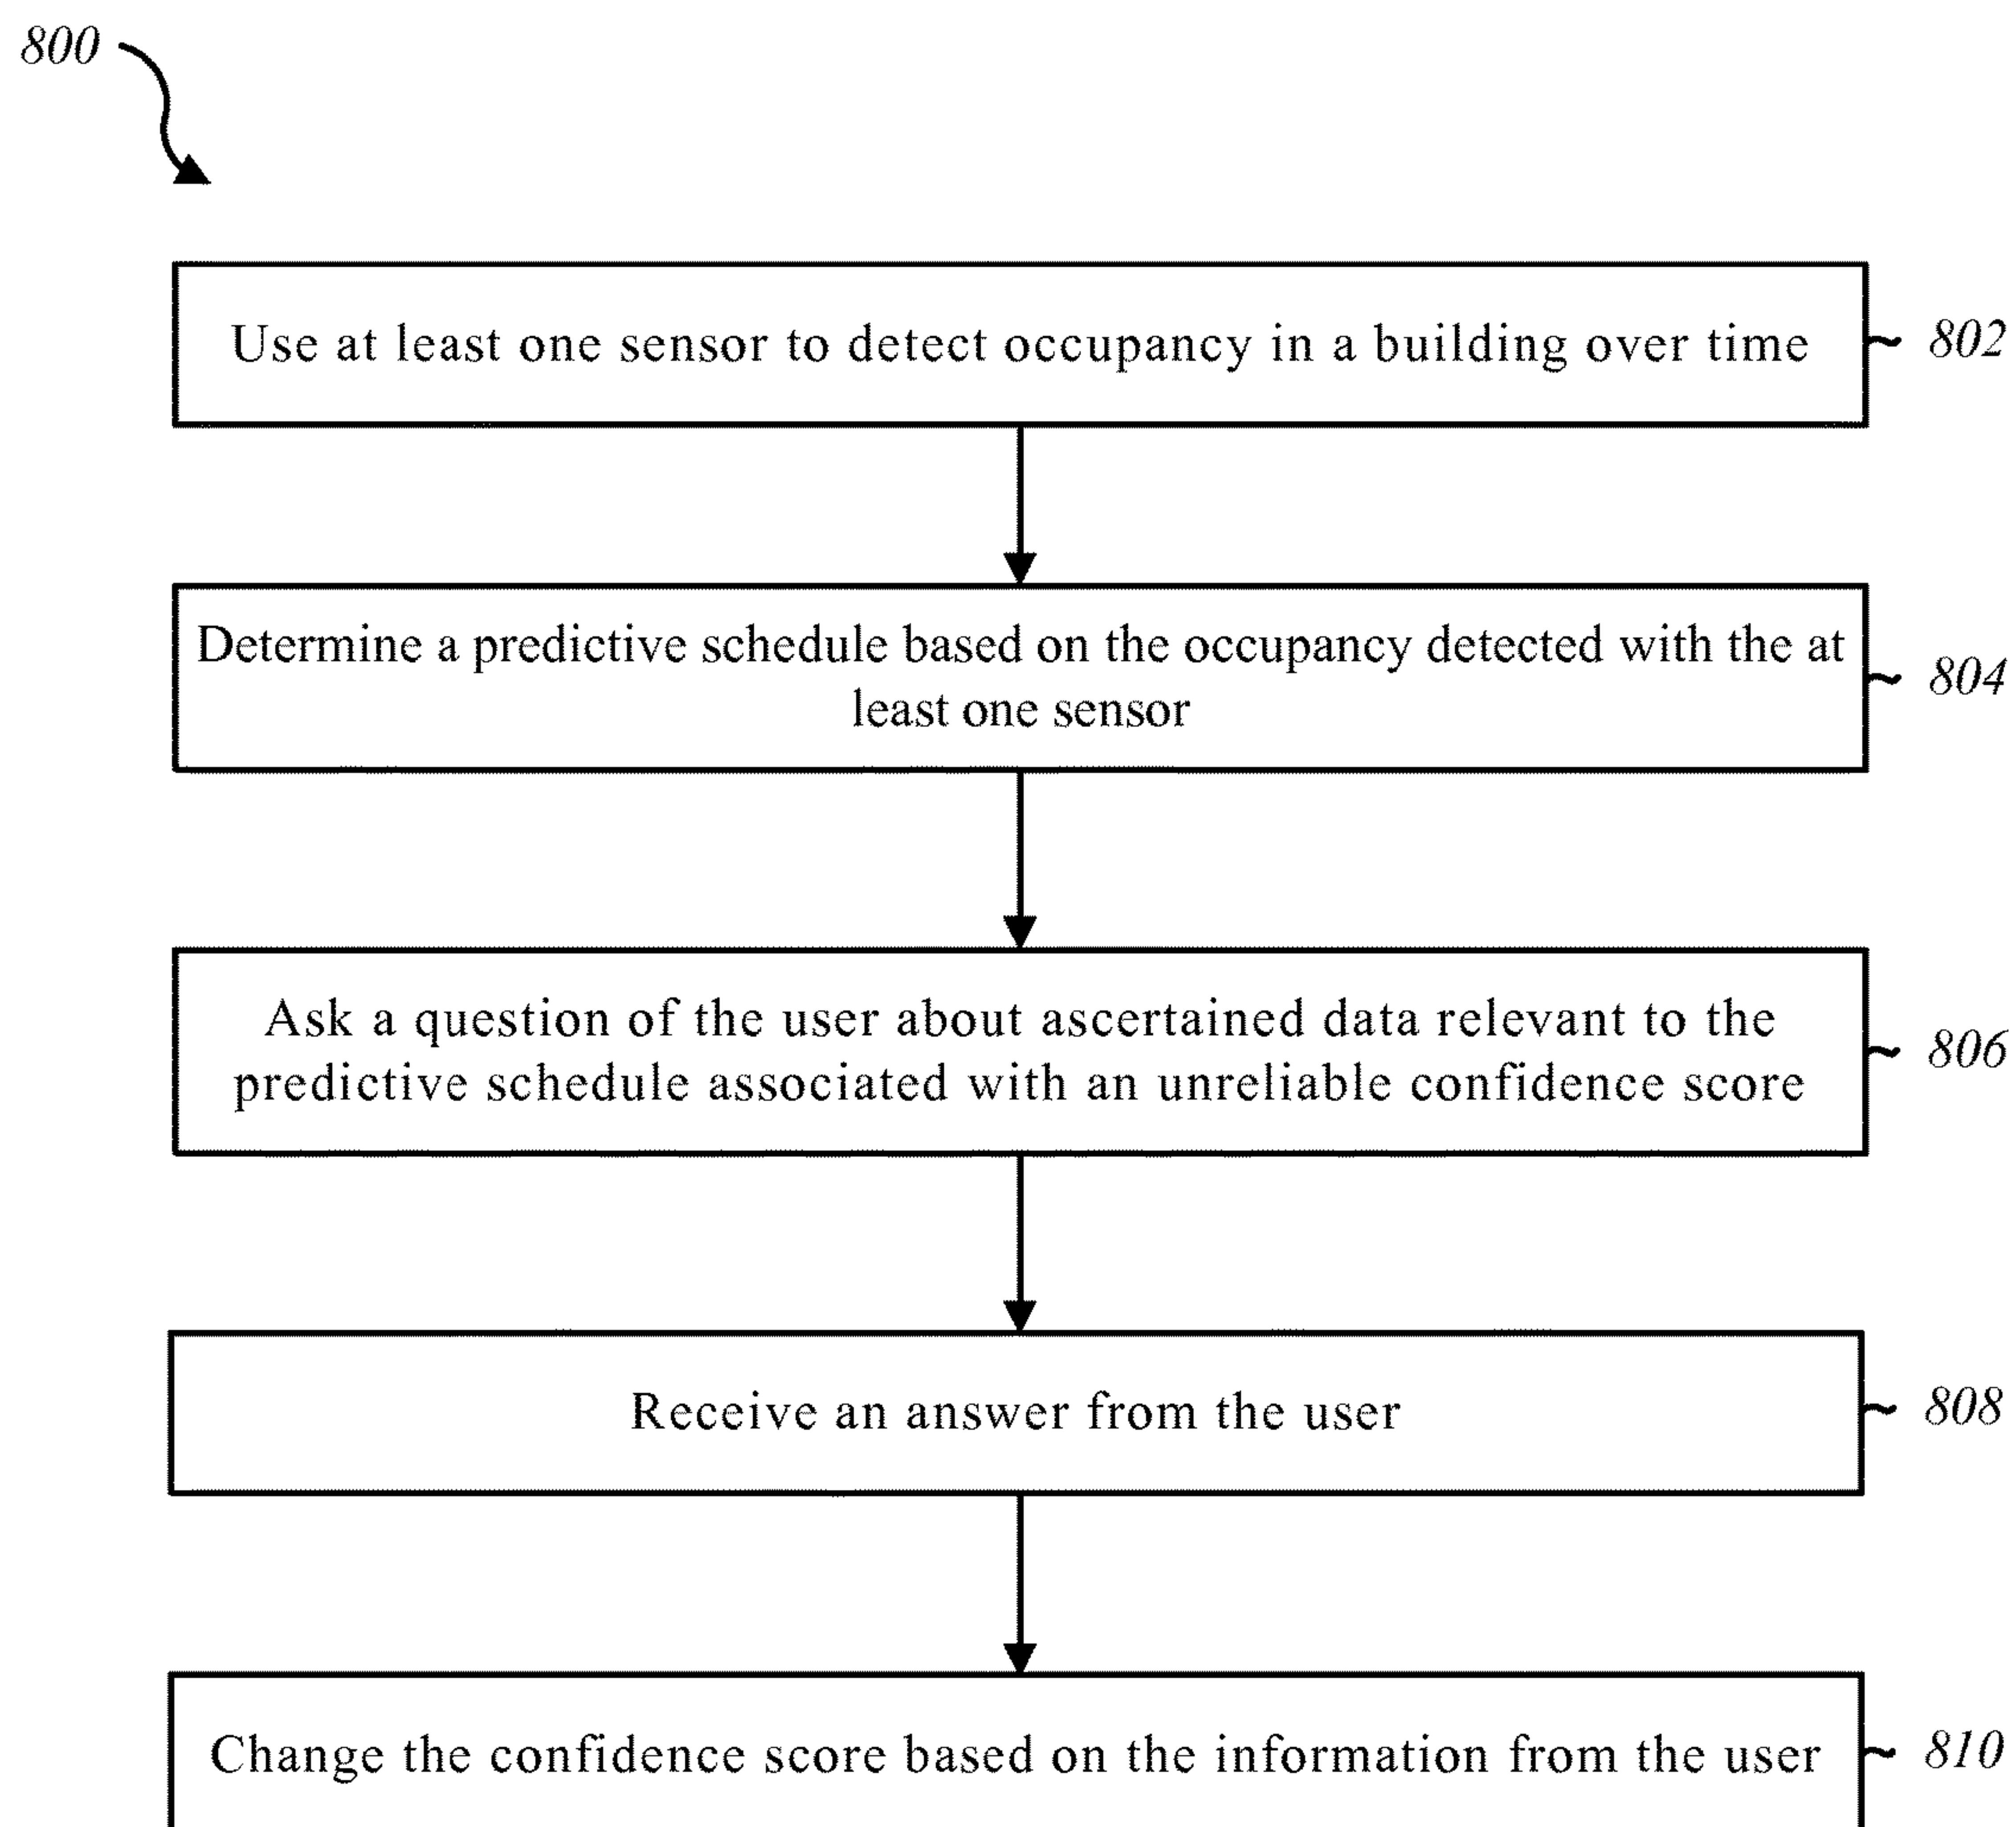 800
Use at least one sensor to detect occupancy in a building over time
802
Determine a predictive schedule based on the occupancy detected with the at
least one sensor
804
Ask a question of the user about ascertained data relevant to the
predictive schedule associated with an unreliable confidence score
806
Receive an answer from the user
808
Change the confidence score based on the information from the user
810